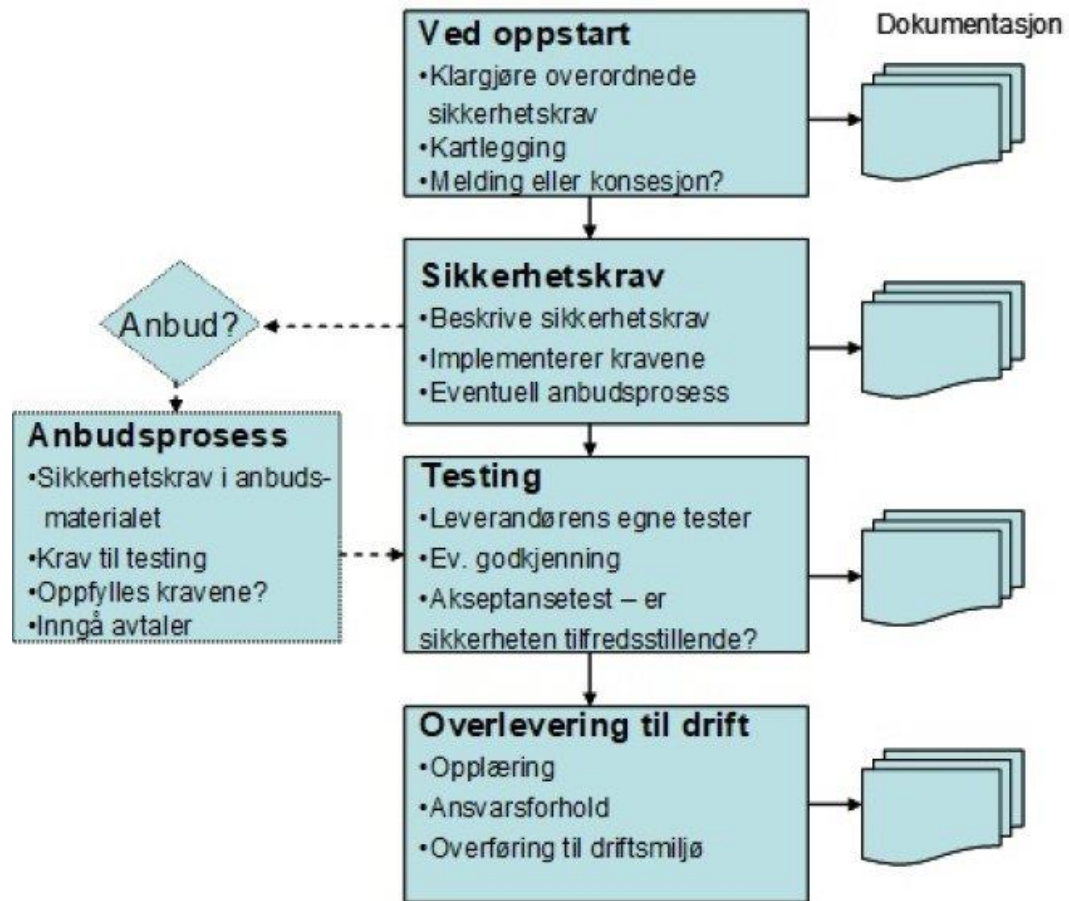 Dokumentasjon
Ved oppstart
•Klargjøre overordnede
sikkerhetskrav
•Kartlegging
•Melding eller konsesjon?
Sikkerhetskrav
•Beskrive sikkerhetskrav
•Implementerer kravene
•Eventuell anbudsprosess
Anbud?
Anbudsprosess
•Sikkerhetskrav i anbuds-
materialet
•Krav til testing
•Oppfylles kravene?
•Inngå avtaler
Testing
•Leverandørens egne tester
•Ev. godkjenning
•Akseptansetest – er
sikkerheten tilfredsstillende?
Overlevering til drift
•Opplæring
•Ansvarsforhold
•Overføring til driftsmiljø